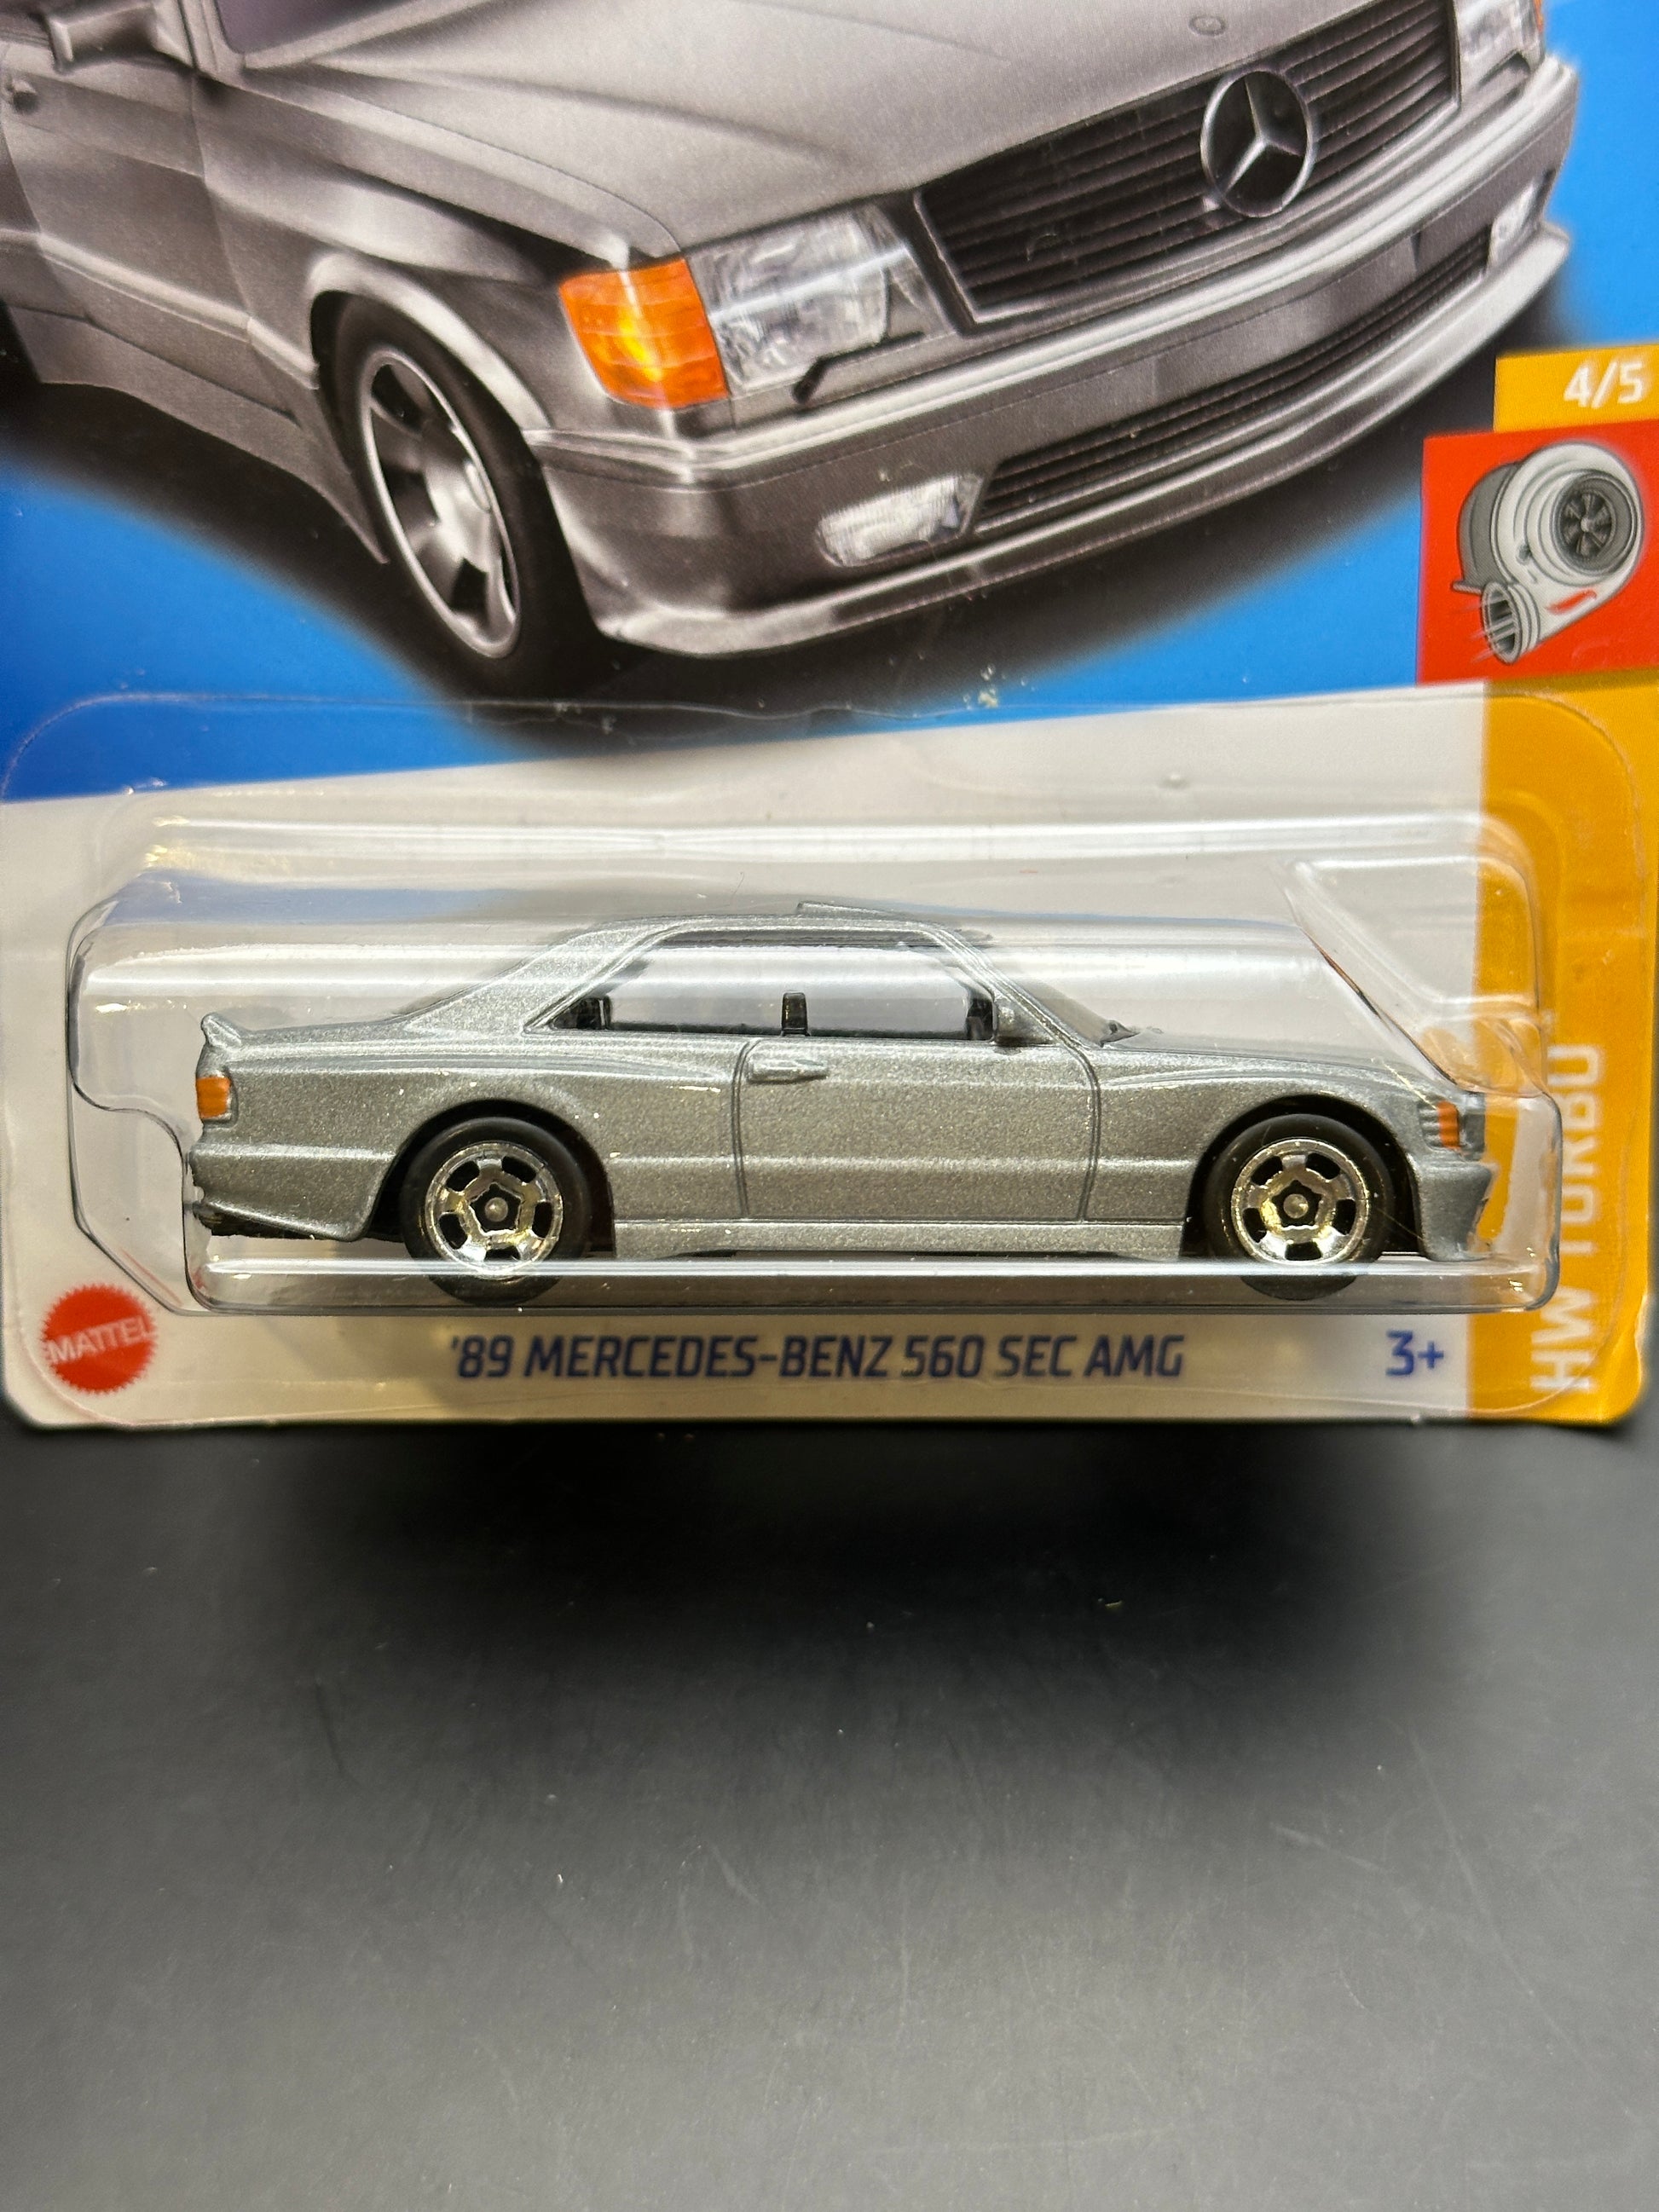 4/5
HW TURBO
MATTEL
'89 MERCEDES-BENZ 560 SEC AMG
3+